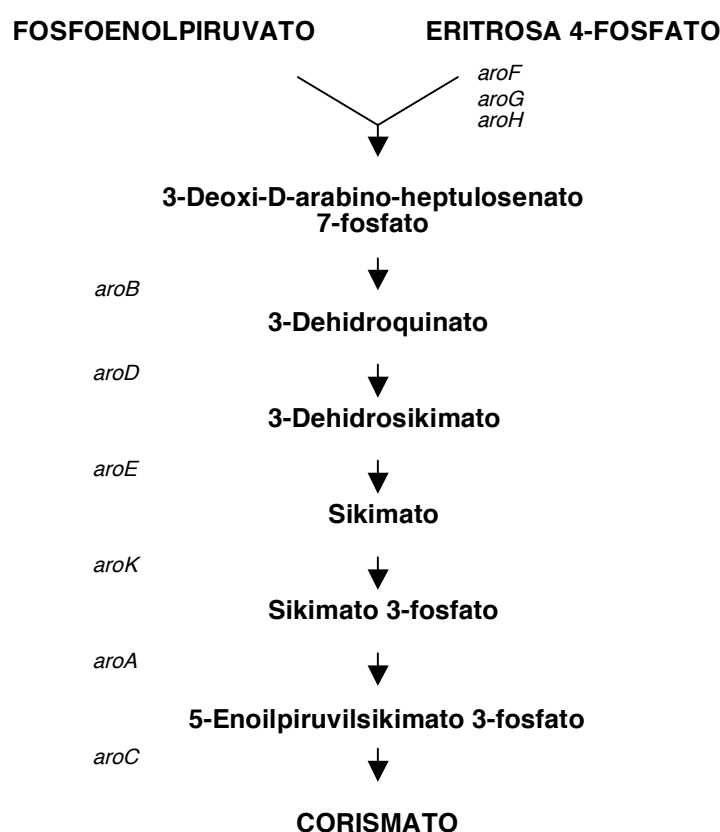 FOSFOENOLPIRUVATO ERITROSA 4-FOSFATO
aroF
aroG
aroH
3-Deoxi-D-arabino-heptulosenato
7-fosfato
aroB
3-Dehidroquinato
aroD
3-Dehidrosikimato
aroE
Sikimato
aroK
Sikimato 3-fosfato
aroA
5-Enoilpiruvilsikimato 3-fosfato
aroC
CORISMATO